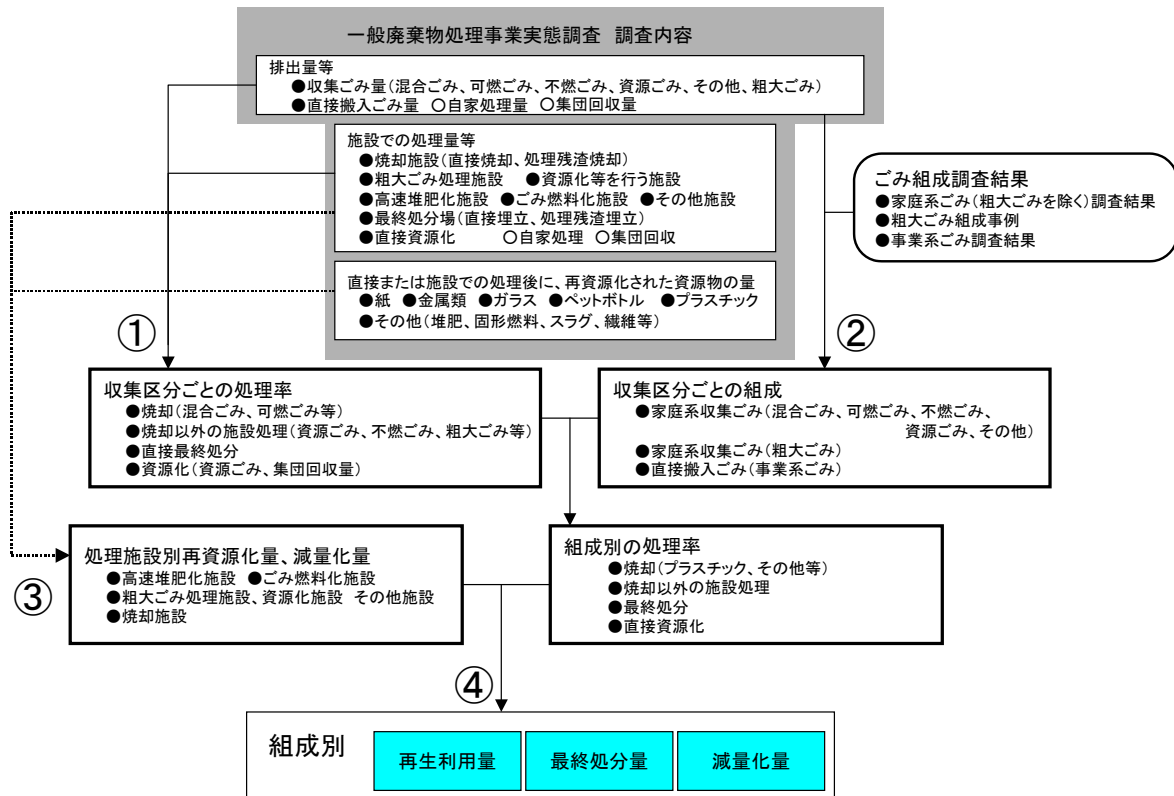 一般廃棄物処理事業実態調査 調査内容
排出量等
●収集ごみ量(混合ごみ、可燃ごみ、不燃ごみ、資源ごみ、その他、粗大ごみ)
●直接搬入ごみ量 ○自家処理量 ○集団回収量
施設での処理量等
●焼却施設(直接焼却、処理残渣焼却)
●粗大ごみ処理施設 ●資源化等を行う施設
●高速堆肥化施設 ●ごみ燃料化施設 ●その他施設
●最終処分場(直接埋立、処理残渣埋立)
●直接資源化 ○自家処理 ○集団回収
ごみ組成調査結果
●家庭系ごみ(粗大ごみを除く)調査結果
●粗大ごみ組成事例
●事業系ごみ調査結果
直接または施設での処理後に、再資源化された資源物の量
●紙 ●金属類 ●ガラス ●ペットボトル ●プラスチック
●その他(堆肥、固形燃料、スラグ、繊維等)
①
②
収集区分ごとの処理率
●焼却(混合ごみ、可燃ごみ等)
●焼却以外の施設処理(資源ごみ、不燃ごみ、粗大ごみ等)
●直接最終処分
●資源化(資源ごみ、集団回収量)
収集区分ごとの組成
●家庭系収集ごみ(混合ごみ、可燃ごみ、不燃ごみ、
資源ごみ、その他)
●家庭系収集ごみ(粗大ごみ)
●直接搬入ごみ(事業系ごみ)
③
処理施設別再資源化量、減量化量
●高速堆肥化施設 ●ごみ燃料化施設
●粗大ごみ処理施設、資源化施設 その他施設
●焼却施設
組成別の処理率
●焼却(プラスチック、その他等)
●焼却以外の施設処理
●最終処分
●直接資源化
④
組成別
再生利用量
最終処分量
減量化量